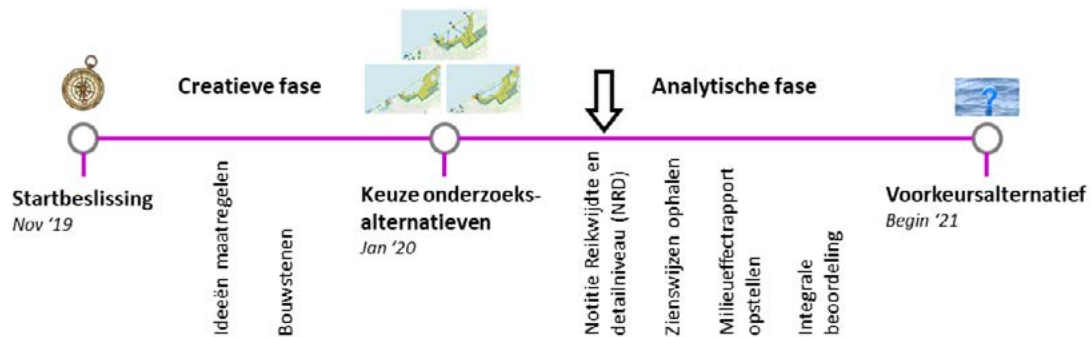 Creatieve fase
Analytische fase
?
Startbeslissing
Nov ‘19
Ideeën maatregelen
Bouwstenen
Keuze onderzoeks-
alternatieven
Jan ‘20
Notitie Reikwijdte en
detailniveau (NRD)
Zienswijzen ophalen
Milieueffectrapport
opstellen
Integrale
beoordeling
Voorkeursalternatief
Begin ‘21